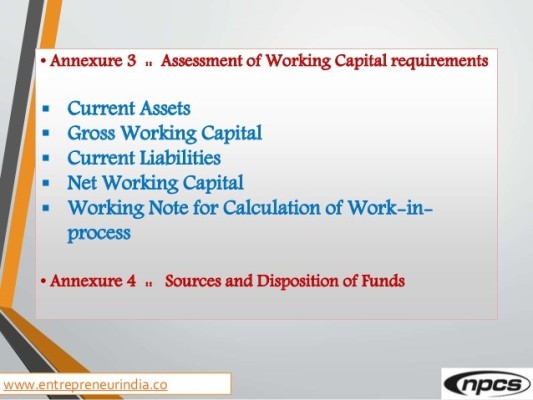 • Annexure 3 :: Assessment of Working Capital requirements
▪ Current Assets
▪ Gross Working Capital
▪ Current Liabilities
▪ Net Working Capital
▪ Working Note for Calculation of Work-in-
process
• Annexure 4 :: Sources and Disposition of Funds
www.entrepreneurindia.co
npcs